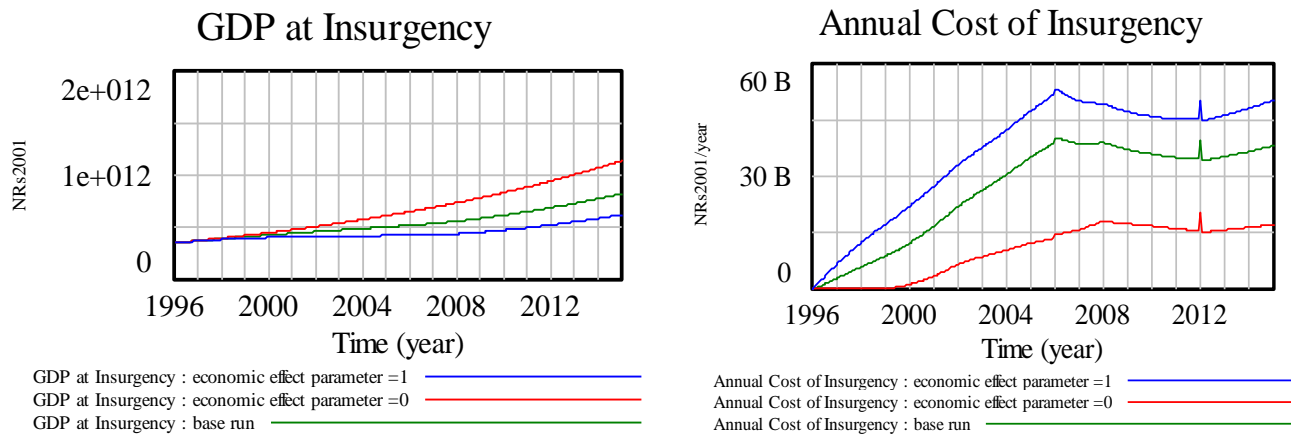 GDP at Insurgency
2e+012
1e+012
0
NRs2001
1996 2000 2004 2008 2012
Time (year)
GDP at Insurgency : economic effect parameter =1
GDP at Insurgency : economic effect parameter =0
GDP at Insurgency : base run
Annual Cost of Insurgency
60 B
30 B
0
NRs2001/year
1996 2000 2004 2008 2012
Time (year)
Annual Cost of Insurgency : economic effect parameter =1
Annual Cost of Insurgency : economic effect parameter =0
Annual Cost of Insurgency : base run